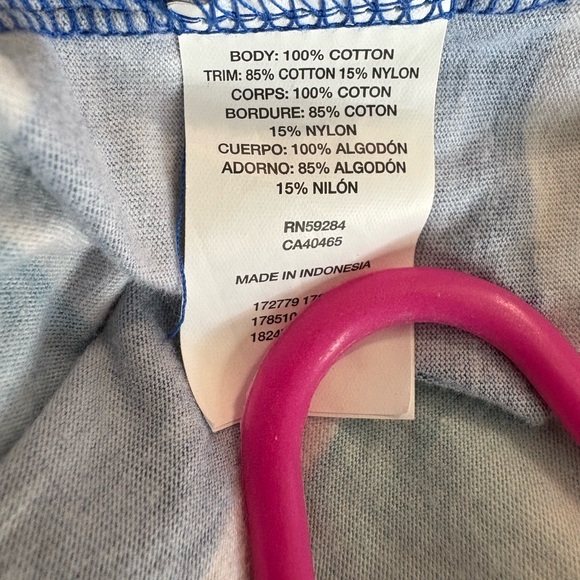 BODY: 100% COTTON
TRIM: 85% COTTON 15% NYLON
CORPS: 100% COTON
BORDURE: 85% COTON
15% NYLON
CUERPO: 100% ALGODÓN
ADORNO: 85% ALGODÓN
15% NILÓN
RN59284
CA40465
MADE IN INDONESIA
172779
178510